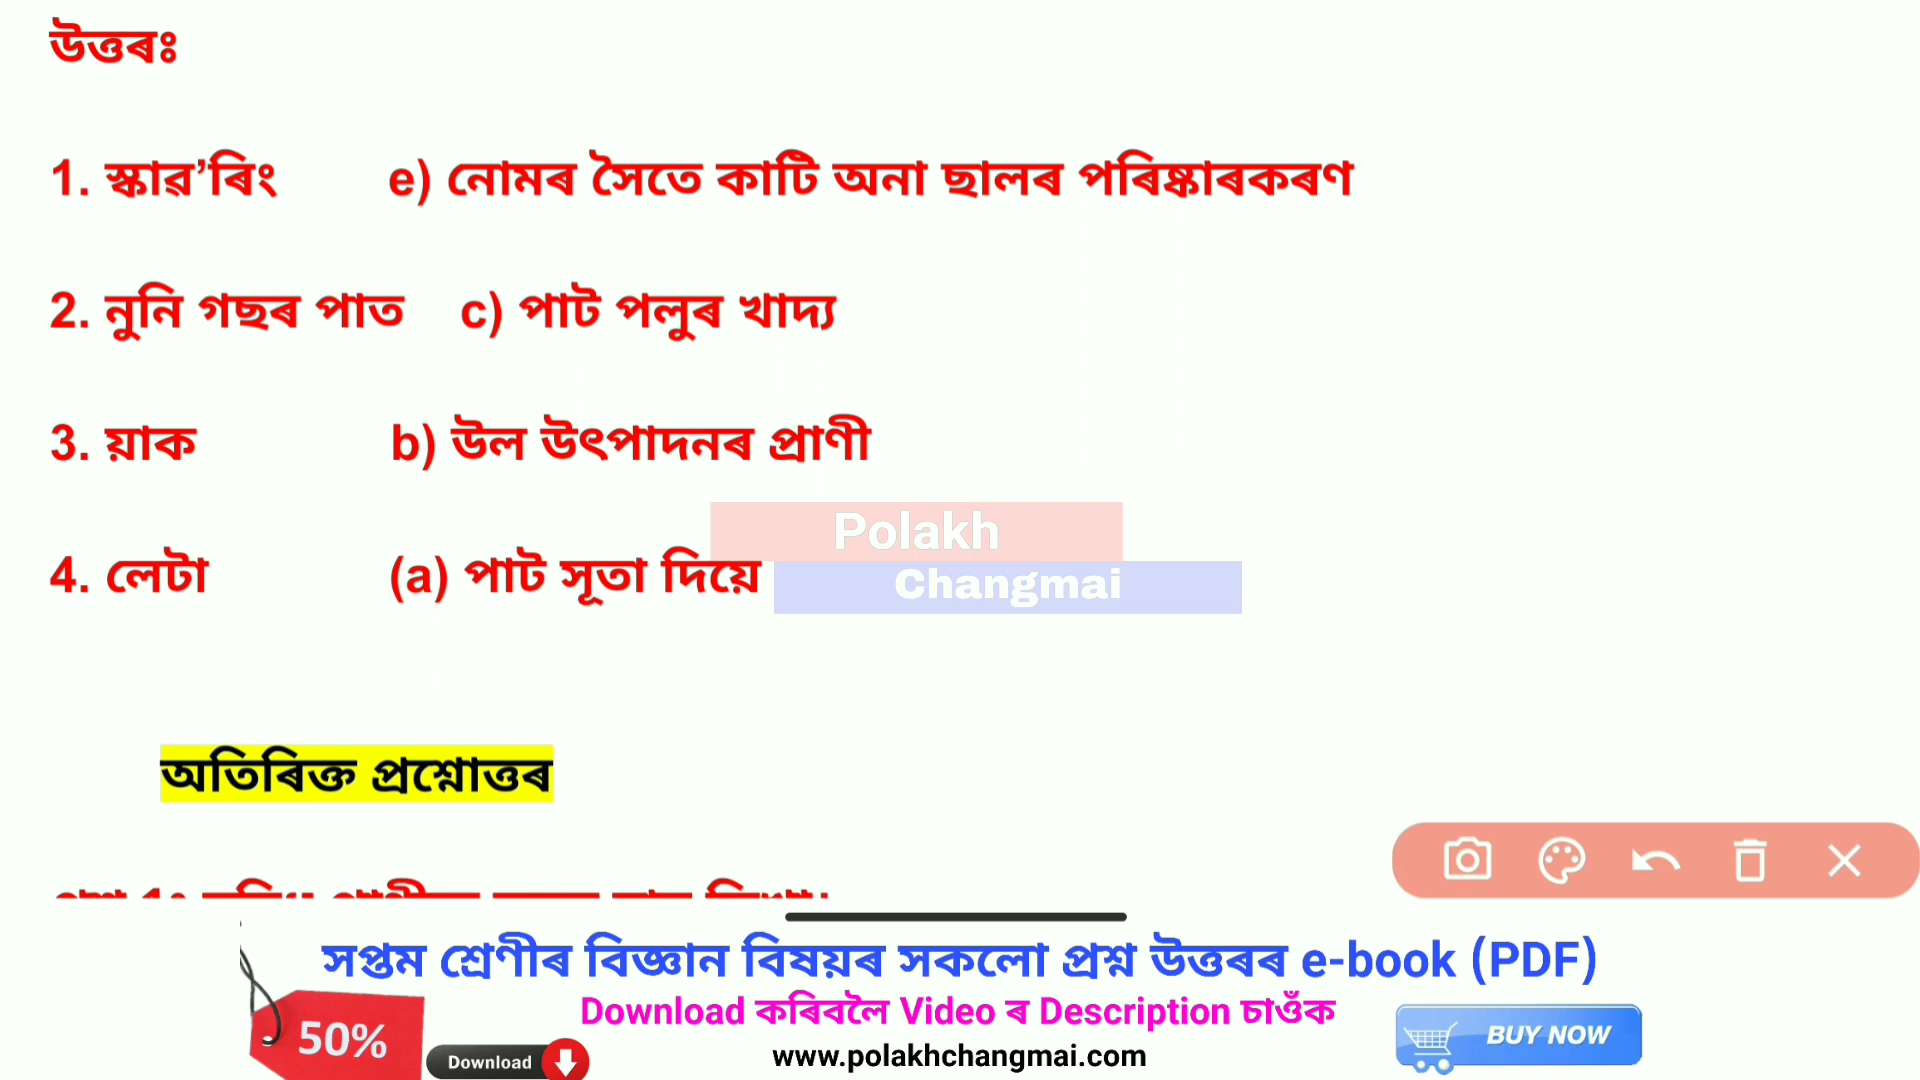 উত্তৰঃ
1. স্কাৱ’ৰিং e) নোমৰ সৈতে কাটি অনা ছালৰ পৰিষ্কাৰকৰণ
2. নুনি গছৰ পাত c) পাট পলুৰ খাদ্য
3. য়াক b) উল উৎপাদনৰ প্ৰাণী
Polakh
4. লেটা (a) পাট সূতা দিয়ে
Changmai
অতিৰিক্ত প্ৰশ্নোত্তৰ
সপ্তম শ্ৰেণীৰ বিজ্ঞান বিষয়ৰ সকলো প্ৰশ্ন উত্তৰৰ e-book (PDF)
Download কৰিবলৈ Video ৰ Description চাওঁক
50%
BUY NOW
Download
www.polakhchangmai.com